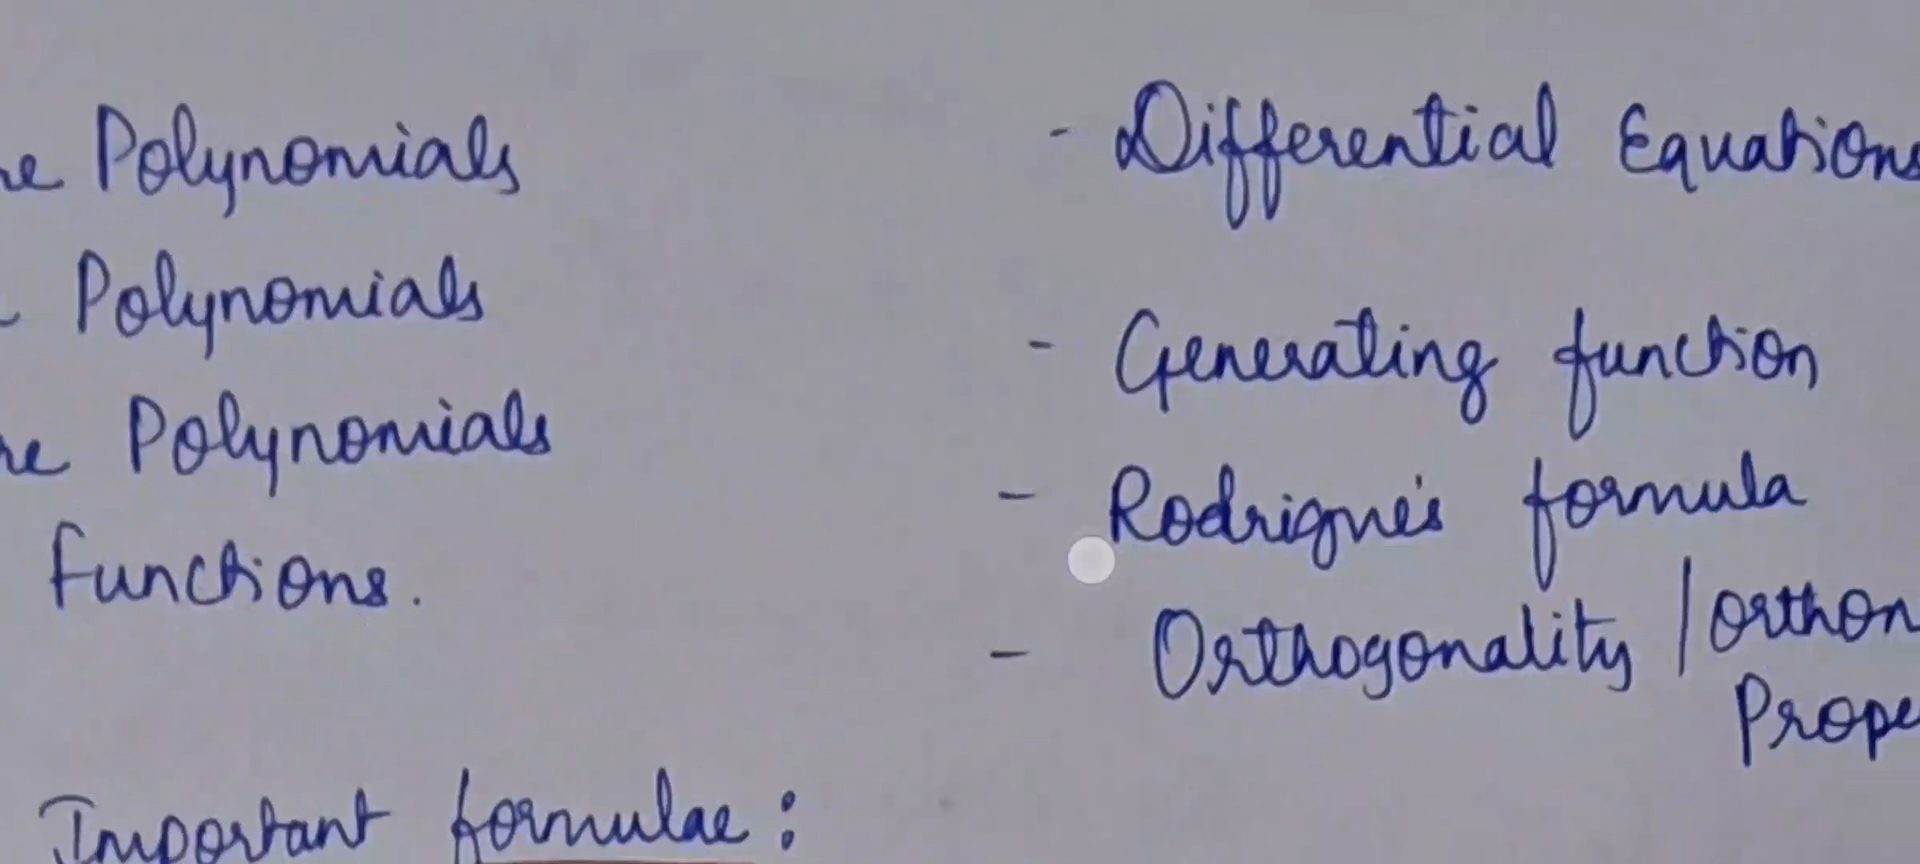 Polynomials
Polynomials
Polynomials
Functions.
- Differential Equations
- Generating function
- Rodrigue's formula
- Orthogonality / orthon
Prope
Important formulae :